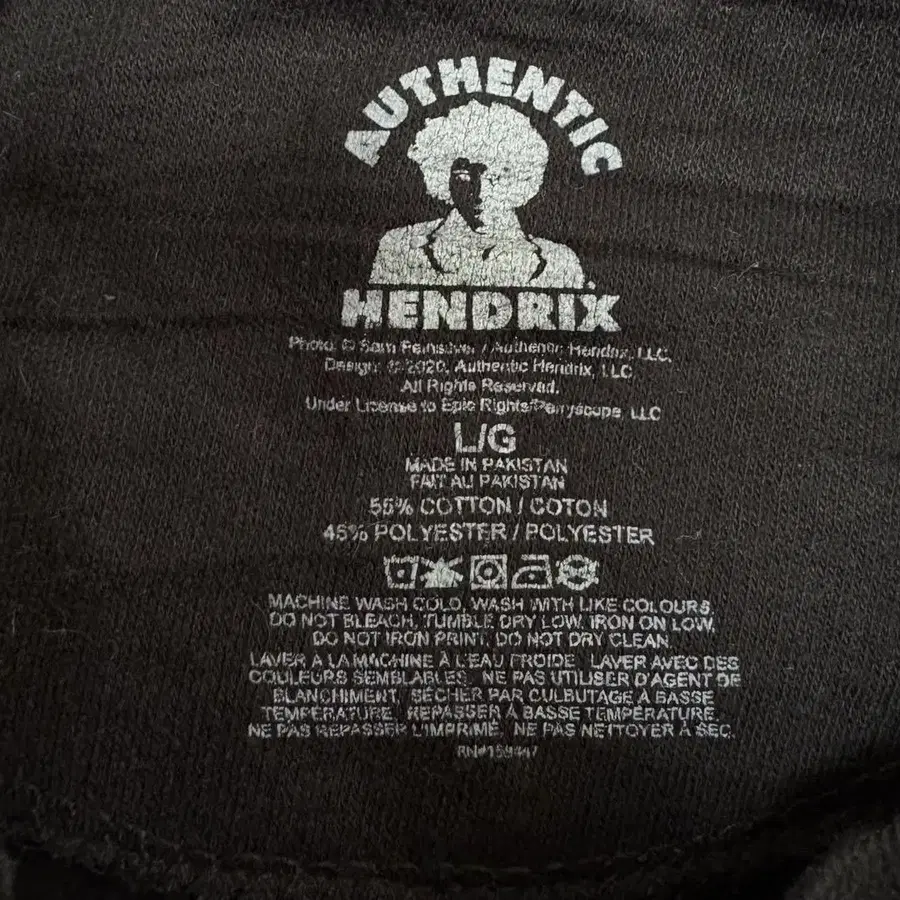 AUTHENTIC
HENDRIX
Photo: © Sam Feinsilver / Authentic Hendrix, LLC.
Design: © 2020, Authentic Hendrix, LLC
All Rights Reserved.
Under License to Epic Rights/Perryscope, LLC
L/G
MADE IN PAKISTAN
FAIT AU PAKISTAN
55% COTTON / COTON
45% POLYESTER / POLYESTER
MACHINE WASH COLD, WASH WITH LIKE COLOURS,
DO NOT BLEACH, TUMBLE DRY LOW, IRON ON LOW,
DO NOT IRON PRINT, DO NOT DRY CLEAN
LAVER A LA MACHINE À L'EAU FROIDE, LAVER AVEC DES
COULEURS SEMBLABLES, NE PAS UTILISER D'AGENT DE
BLANCHIMENT, SÉCHER PAR CULBUTAGE À BASSE
TEMPÉRATURE, REPASSER À BASSE TEMPÉRATURE
NE PAS REPASSER L'IMPRIMÉ, NE PAS NETTOYER À SEC.